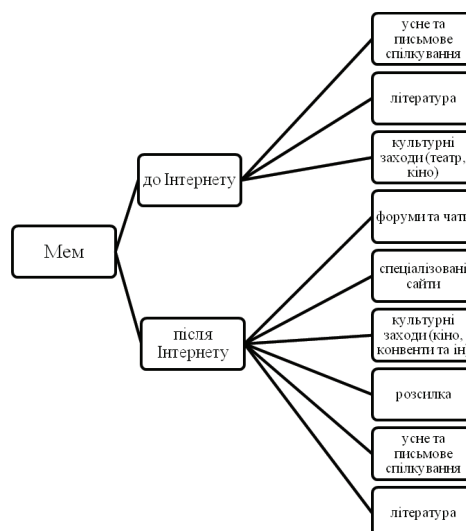 Мем
до Інтернету
усне та
письмове
спілкування
література
культурні
заходи (театр,
кіно)
після
Інтернету
форуми та чати
спеціалізовані
сайти
культурні
заходи (кіно,
конвенти та ін
розсилка
усне та
письмове
спілкування
література